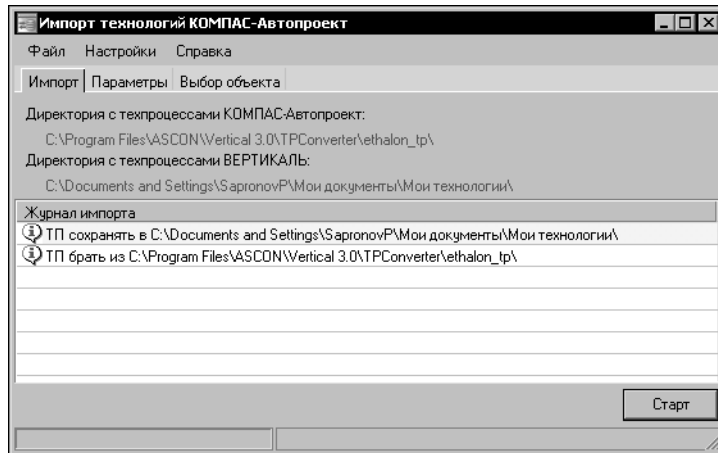 Импорт технологий КОМПАС-Автопроект
Файл Настройки Справка
Импорт Параметры Выбор объекта
Директория с техпроцессами КОМПАС-Автопроект:
C:\Program Files\ASCON\Vertical 3.0\TPConverter\ethalon_tp\
Директория с техпроцессами ВЕРТИКАЛЬ:
C:\Documents and Settings\SapronovP\Мои документы\Мои технологии\
Журнал импорта
ТП сохранять в C:\Documents and Settings\SapronovP\Мои документы\Мои технологии\
ТП брать из C:\Program Files\ASCON\Vertical 3.0\TPConverter\ethalon_tp\
Старт